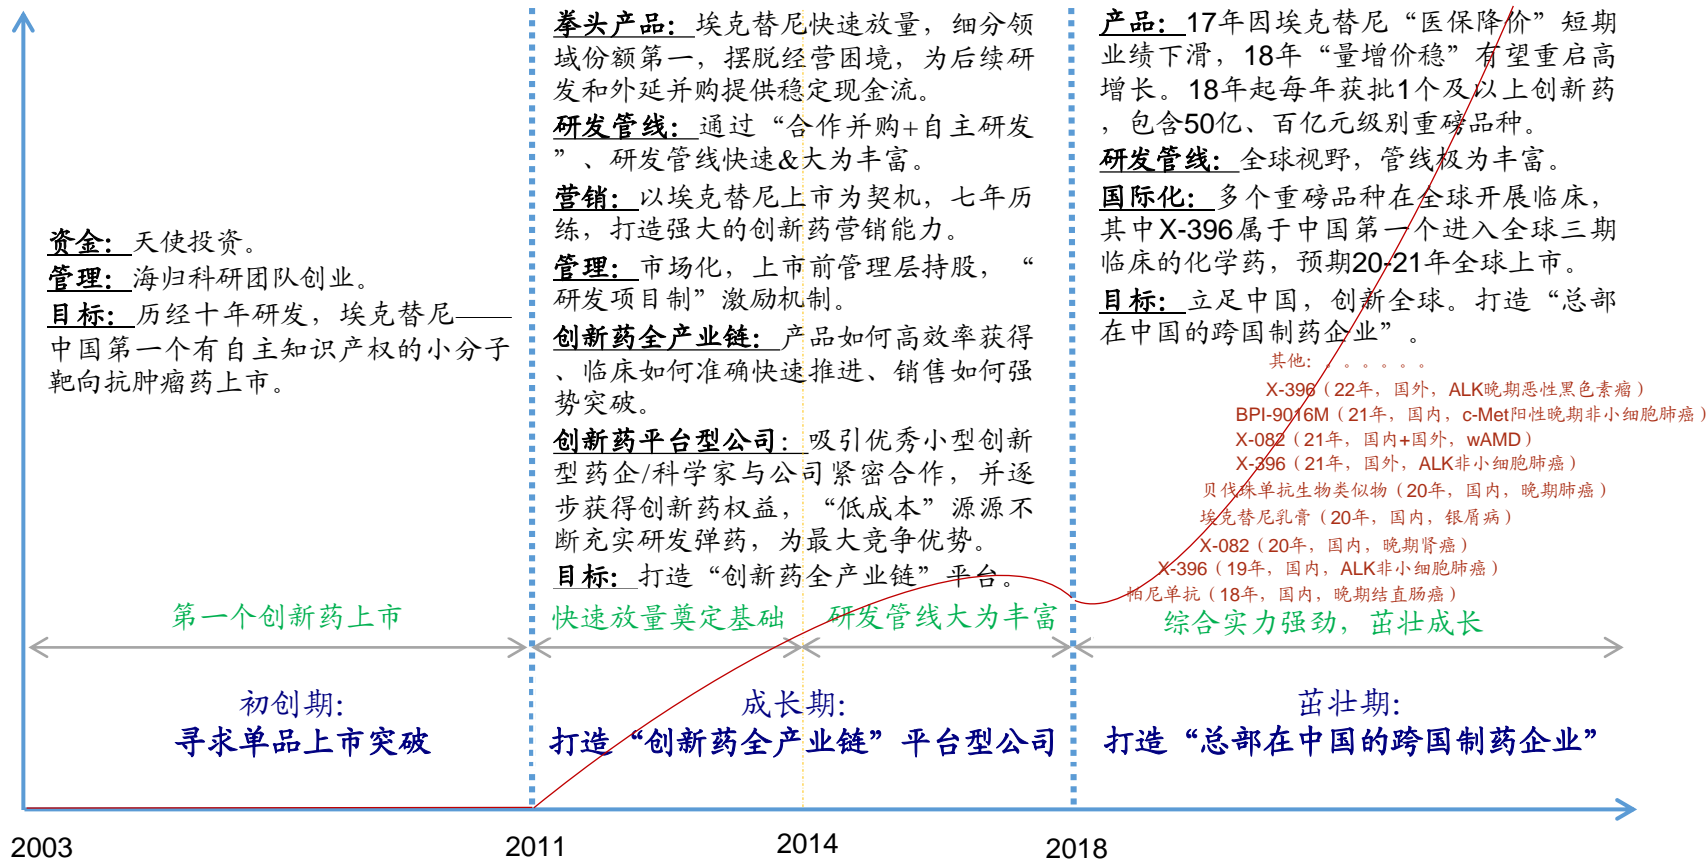 资金：天使投资。
管理：海归科研团队创业。
目标：历经十年研发，埃克替尼——
中国第一个有自主知识产权的小分子
靶向抗肿瘤药上市。
拳头产品：埃克替尼快速放量，细分领
域份额第一，摆脱经营困境，为后续研
发和外延并购提供稳定现金流。
研发管线：通过“合作并购+自主研发
”、研发管线快速&大为丰富。
营销：以埃克替尼上市为契机，七年历
练，打造强大的创新药营销能力。
管理：市场化，上市前管理层持股，“
研发项目制”激励机制。
创新药全产业链：产品如何高效率获得
、临床如何准确快速推进、销售如何强
势突破。
创新药平台型公司：吸引优秀小型创新
型药企/科学家与公司紧密合作，并逐
步获得创新药权益，“低成本”源源不
断充实研发弹药，为最大竞争优势。
目标：打造“创新药全产业链”平台。
产品：17年因埃克替尼“医保降价”短期
业绩下滑，18年“量增价稳”有望重启高
增长。18年起每年获批1个及以上创新药
，包含50亿、百亿元级别重磅品种。
研发管线：全球视野，管线极为丰富。
国际化：多个重磅品种在全球开展临床，
其中X-396属于中国第一个进入全球三期
临床的化学药，预期20-21年全球上市。
目标：立足中国，创新全球。打造“总部
在中国的跨国制药企业”。
其他：。。。。。。
X-396（22年，国外，ALK晚期恶性黑色素瘤）
BPI-9016M（21年，国内，c-Met阳性晚期非小细胞肺癌）
X-082（21年，国内+国外，wAMD）
X-396（21年，国外，ALK非小细胞肺癌）
贝伐珠单抗生物类似物（20年，国内，晚期肺癌）
埃克替尼乳膏（20年，国内，银屑病）
X-082（20年，国内，晚期肾癌）
X-396（19年，国内，ALK非小细胞肺癌）
帕尼单抗（18年，国内，晚期结直肠癌）
第一个创新药上市
快速放量奠定基础
研发管线大为丰富
综合实力强劲，茁壮成长
初创期：
寻求单品上市突破
成长期：
打造“创新药全产业链”平台型公司
茁壮期：
打造“总部在中国的跨国制药企业”
2003
2011
2014
2018